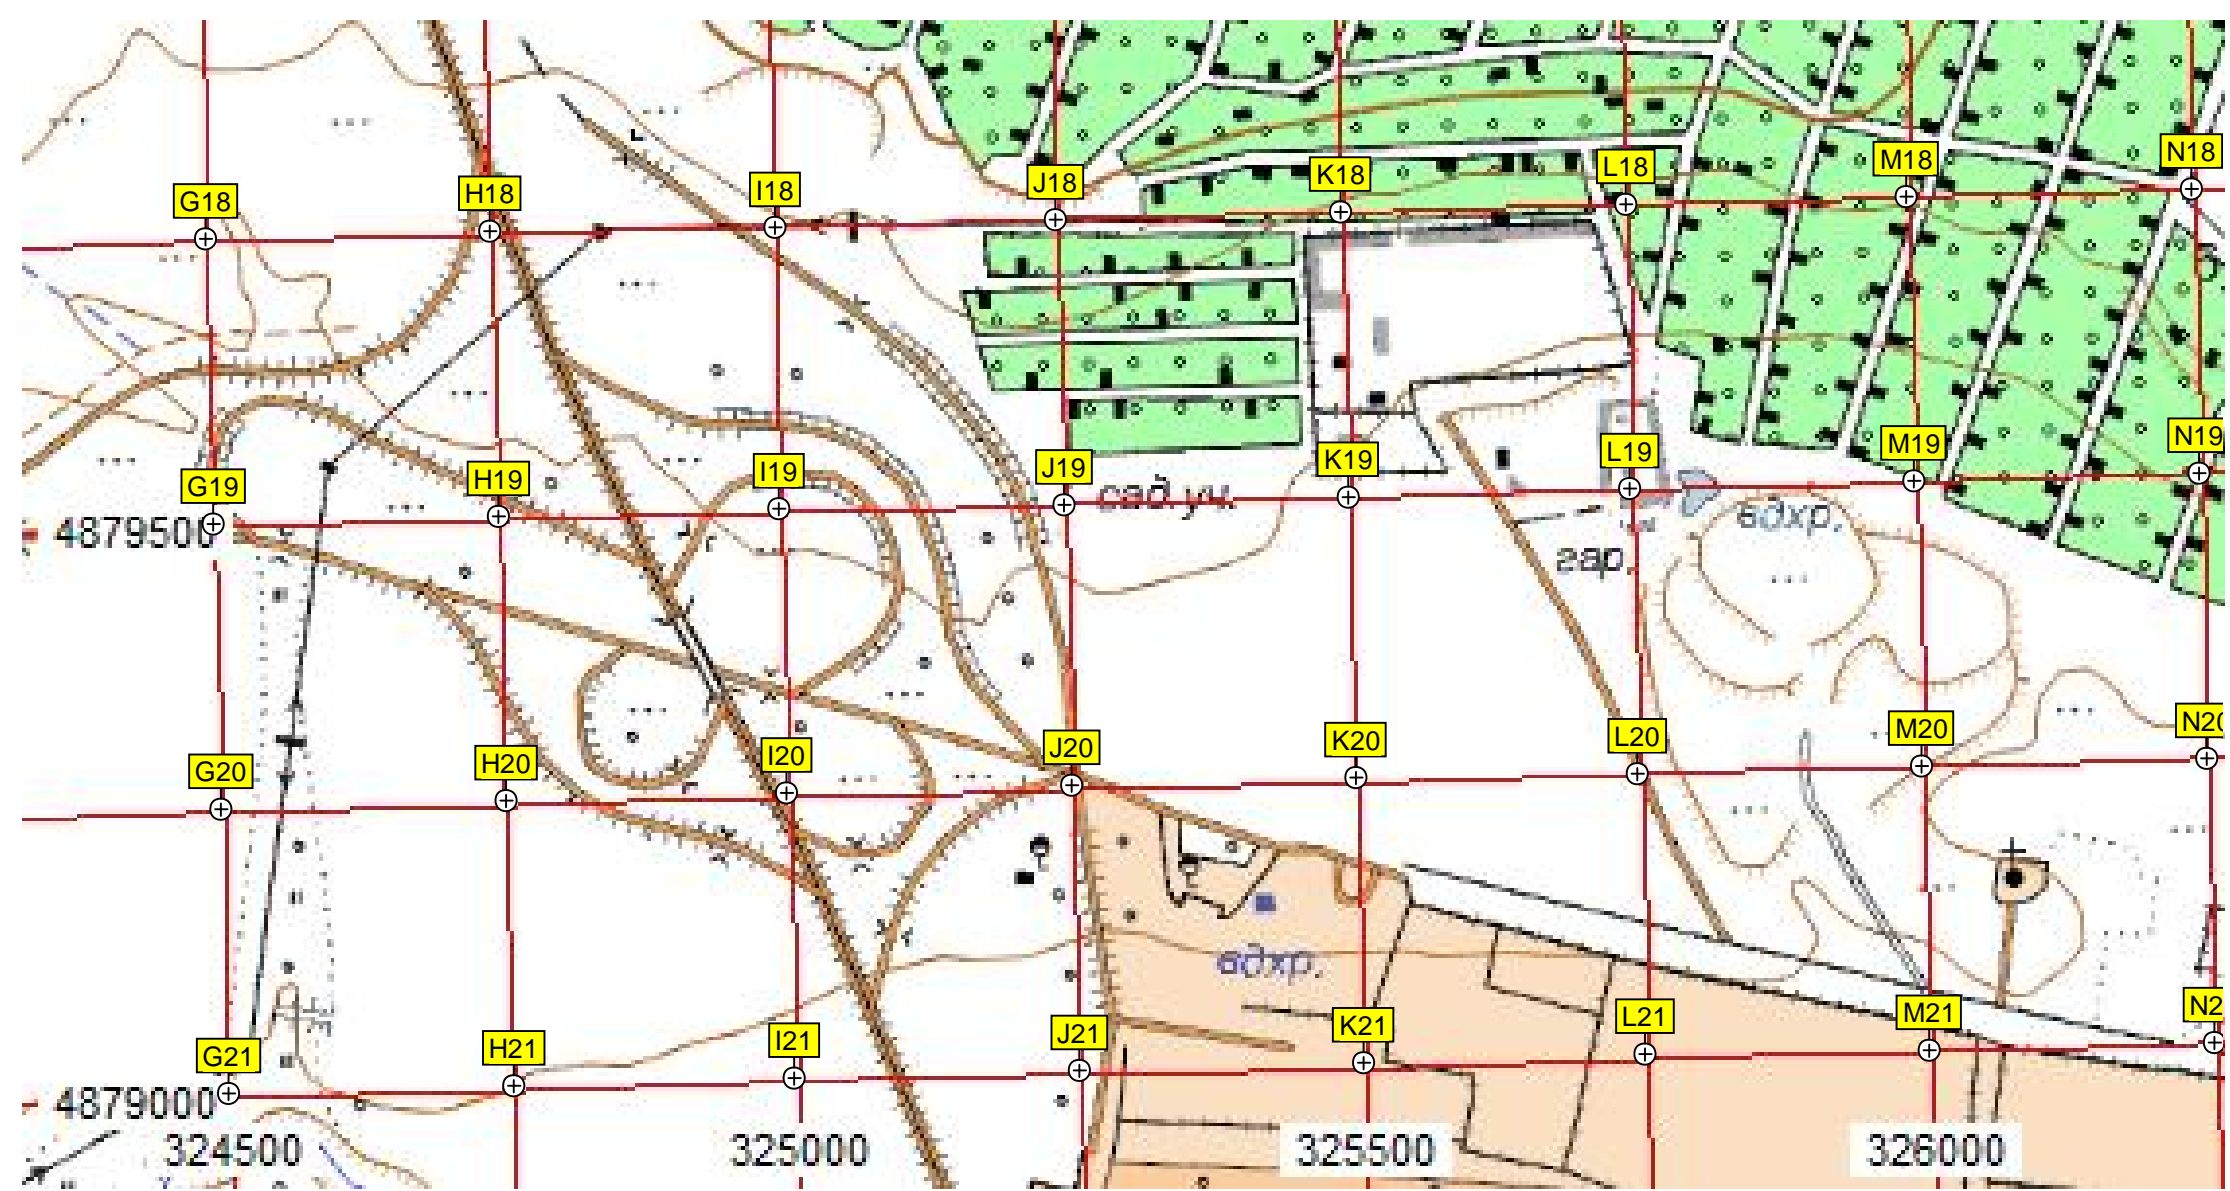 G18 H18 I18 J18 K18 L18 M18 N18
G19 H19 I19 J19 K19 L19 M19 N19
4879500
сад.уч.
вдхр.
гар.
G20 H20 I20 J20 K20 L20 M20 N20
вдхр.
G21 H21 I21 J21 K21 L21 M21 N2
4879000
324500 325000 325500 326000